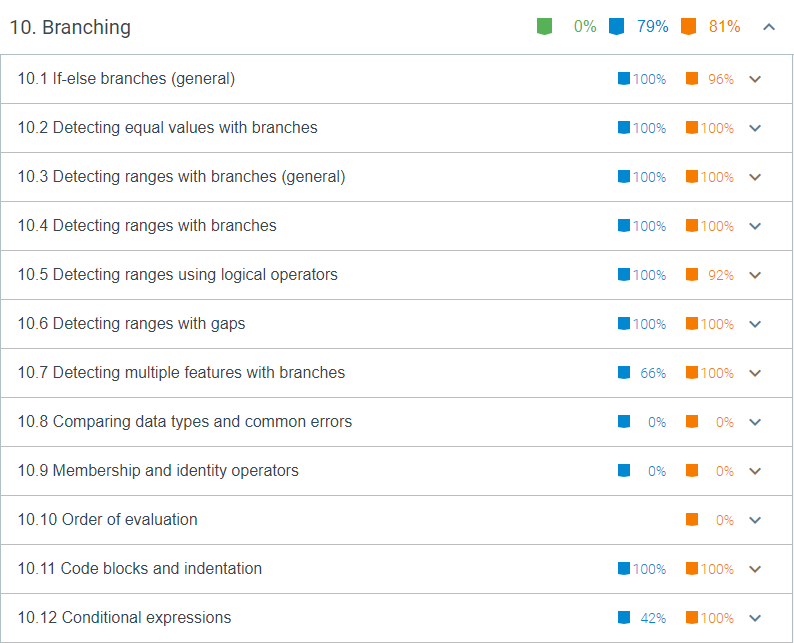 10. Branching 0% 79% 81%
10.1 If-else branches (general) 100% 96%
10.2 Detecting equal values with branches 100% 100%
10.3 Detecting ranges with branches (general) 100% 100%
10.4 Detecting ranges with branches 100% 100%
10.5 Detecting ranges using logical operators 100% 92%
10.6 Detecting ranges with gaps 100% 100%
10.7 Detecting multiple features with branches 66% 100%
10.8 Comparing data types and common errors 0% 0%
10.9 Membership and identity operators 0% 0%
10.10 Order of evaluation 0%
10.11 Code blocks and indentation 100% 100%
10.12 Conditional expressions 42% 100%